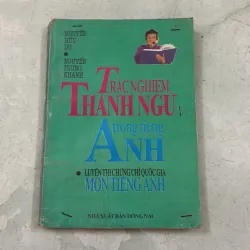 NGUYỄN
HỮU
DỰ
NGUYỄN
TRUNG
KHÁNH
TRẮC NGHIỆM
THÀNH NGỮ
TRONG TIẾNG
ANH
LUYỆN THI CHỨNG CHỈ QUỐC GIA
MÔN TIẾNG ANH
NHÀ XUẤT BẢN ĐỒNG NAI